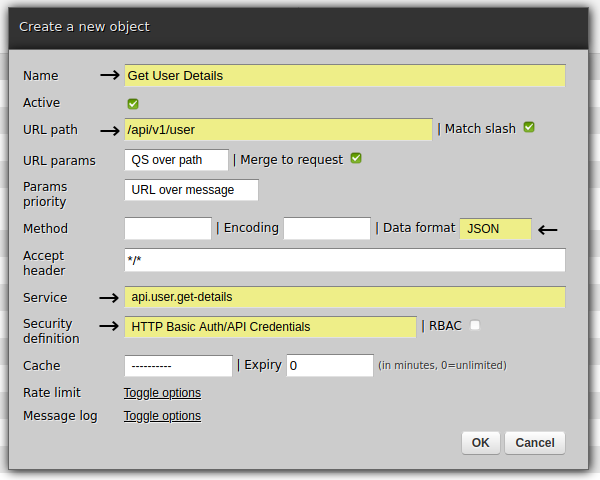 Create a new object
Name → Get User Details
Active
URL path → /api/v1/user | Match slash
URL params QS over path | Merge to request
Params priority URL over message
Method | Encoding | Data format JSON ←
Accept header */*
Service → api.user.get-details
Security definition → HTTP Basic Auth/API Credentials | RBAC
Cache ---------- | Expiry 0 (in minutes, 0=unlimited)
Rate limit Toggle options
Message log Toggle options
OK Cancel